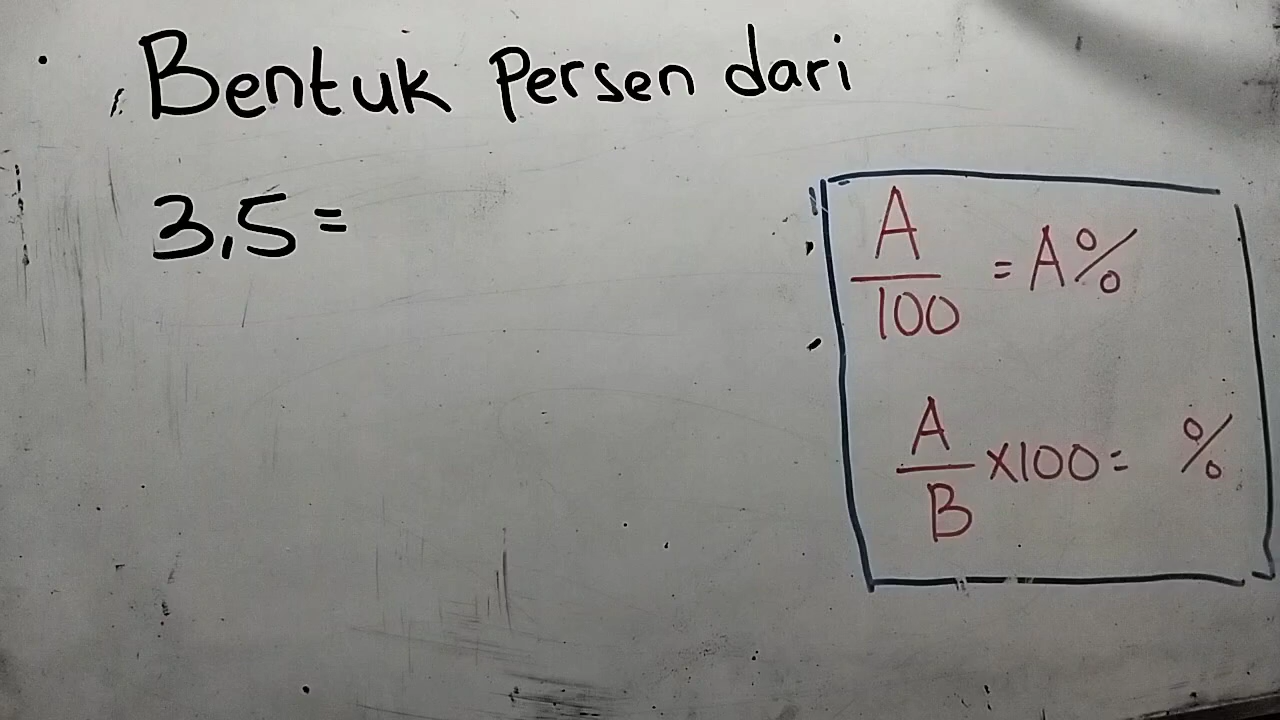 Bentuk Persen dari
3,5 =
A
100
= A%
A
B
x100 = %